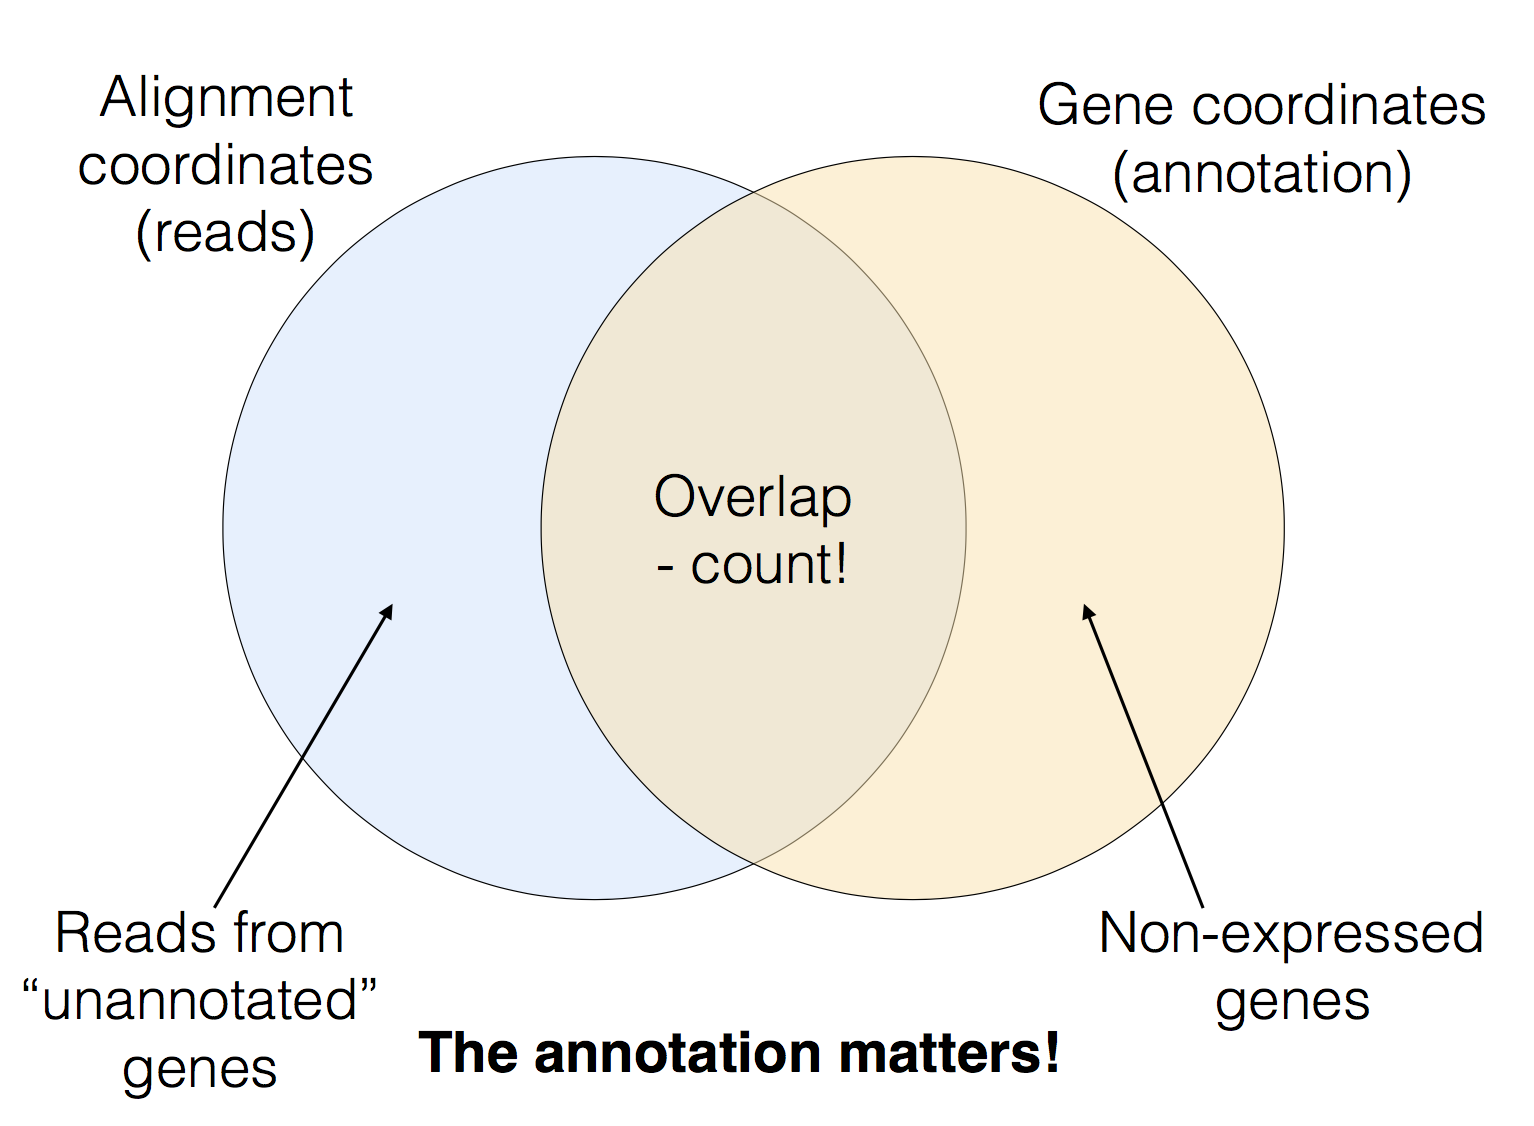 Alignment
coordinates
(reads)
Gene coordinates
(annotation)
Overlap
- count!
Reads from
“unannotated”
genes
Non-expressed
genes
The annotation matters!